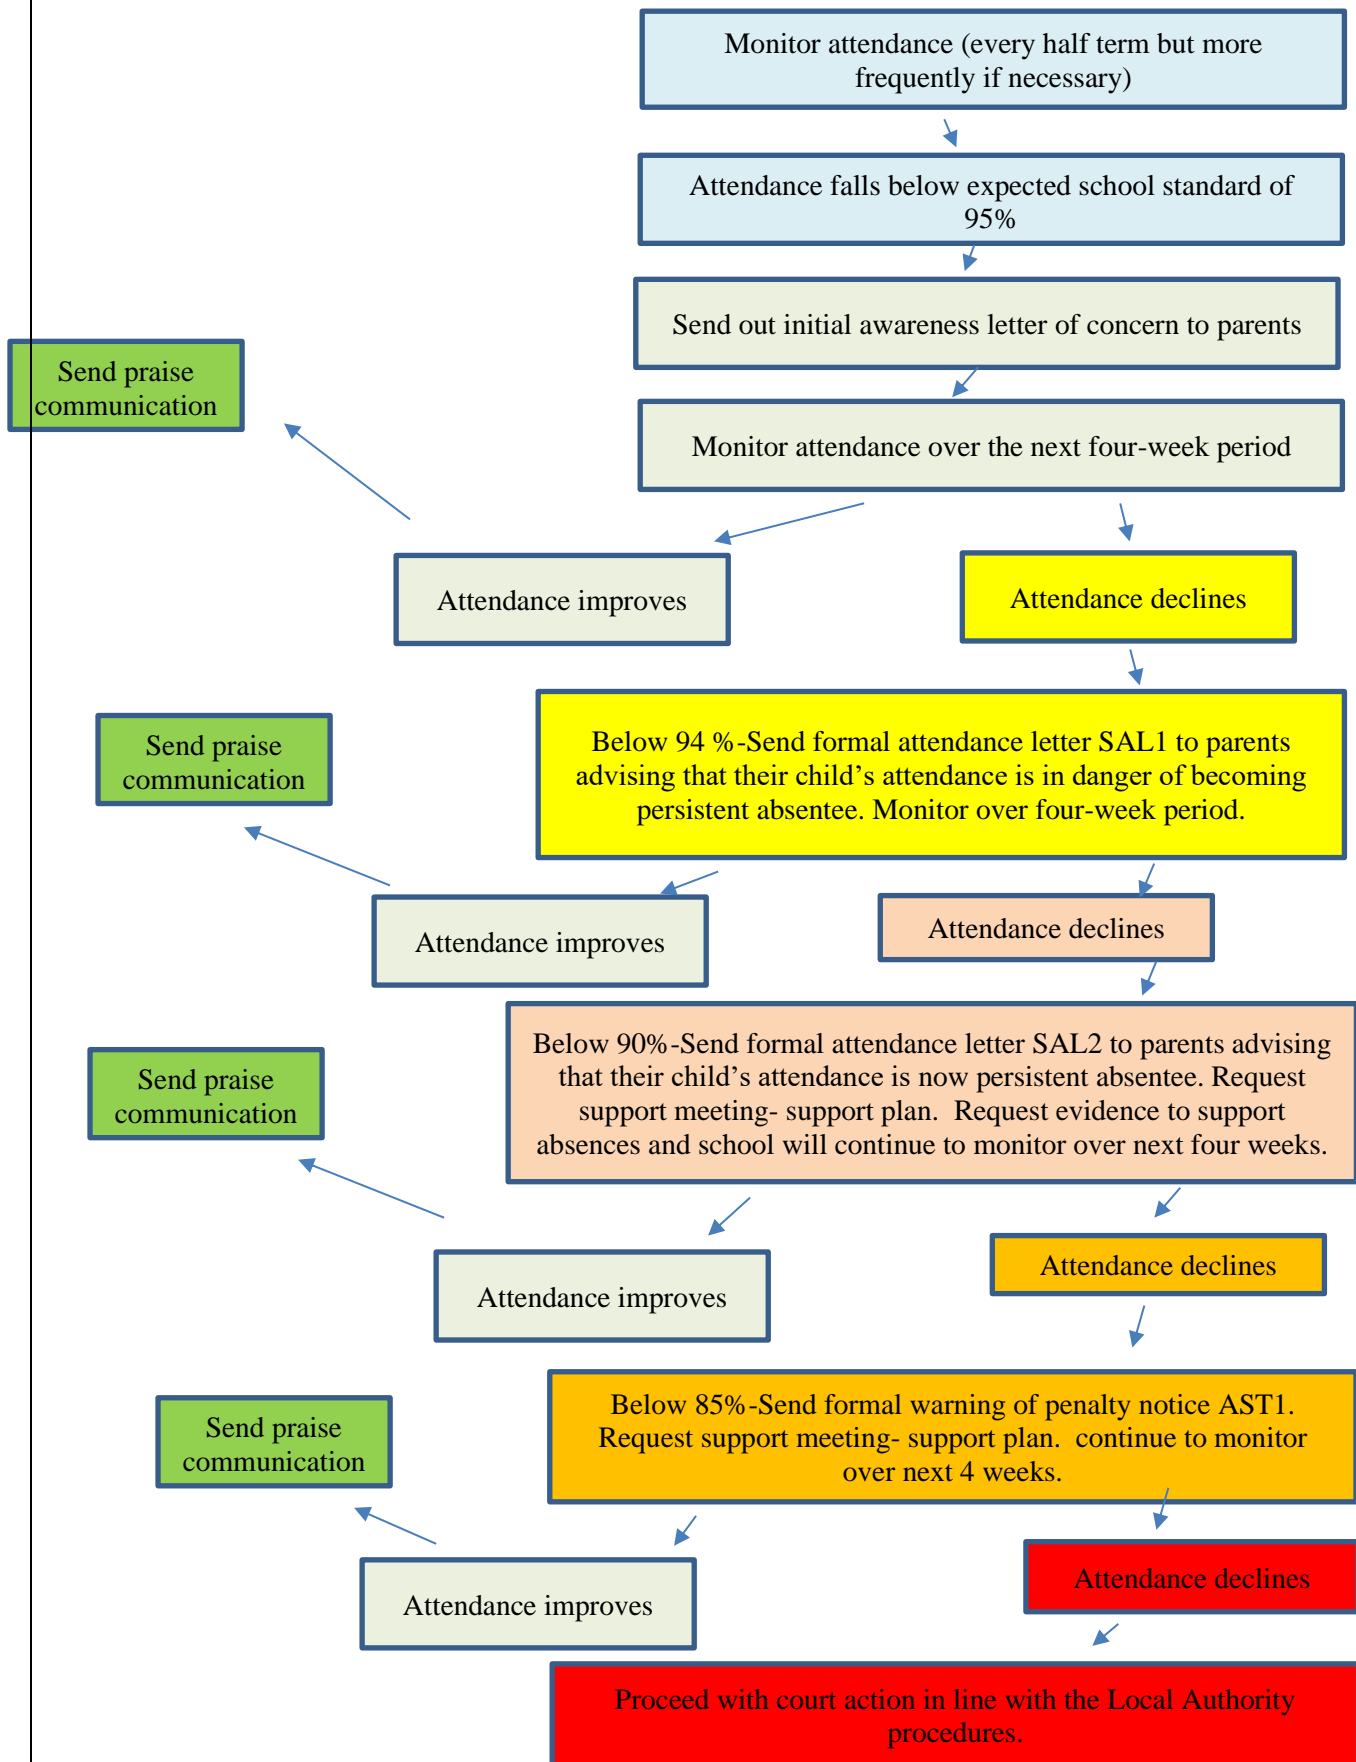 Monitor attendance (every half term but more
frequently if necessary)
Attendance falls below expected school standard of
95%
Send out initial awareness letter of concern to parents
Send praise
communication
Monitor attendance over the next four-week period
Attendance improves
Attendance declines
Below 94 %-Send formal attendance letter SAL1 to parents
advising that their child’s attendance is in danger of becoming
persistent absentee. Monitor over four-week period.
Send praise
communication
Attendance improves
Attendance declines
Below 90%-Send formal attendance letter SAL2 to parents advising
that their child’s attendance is now persistent absentee. Request
support meeting- support plan.  Request evidence to support
absences and school will continue to monitor over next four weeks.
Send praise
communication
Attendance improves
Attendance declines
Below 85%-Send formal warning of penalty notice AST1.
Request support meeting- support plan.  continue to monitor
over next 4 weeks.
Send praise
communication
Attendance improves
Attendance declines
Proceed with court action in line with the Local Authority
procedures.